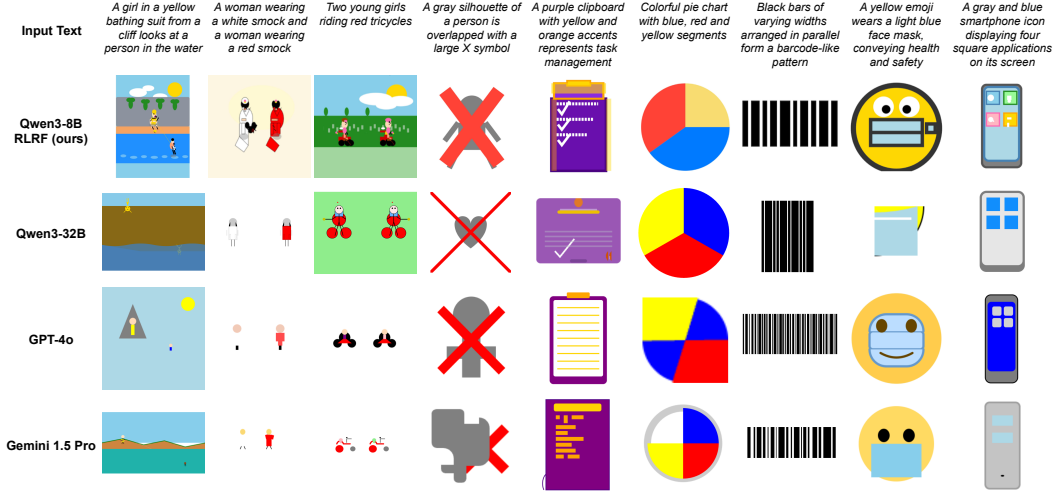 Input Text
A girl in a yellow
bathing suit from a
cliff looks at a
person in the water
A woman wearing
a white smock and
a woman wearing
a red smock
Two young girls
riding red tricycles
A gray silhouette of
a person is
overlapped with a
large X symbol
A purple clipboard
with yellow and
orange accents
represents task
management
Colorful pie chart
with blue, red and
yellow segments
Black bars of
varying widths
arranged in parallel
form a barcode-like
pattern
A yellow emoji
wears a light blue
face mask,
conveying health
and safety
A gray and blue
smartphone icon
displaying four
square applications
on its screen
Qwen3-8B
RLRF (ours)
Qwen3-32B
GPT-4o
Gemini 1.5 Pro